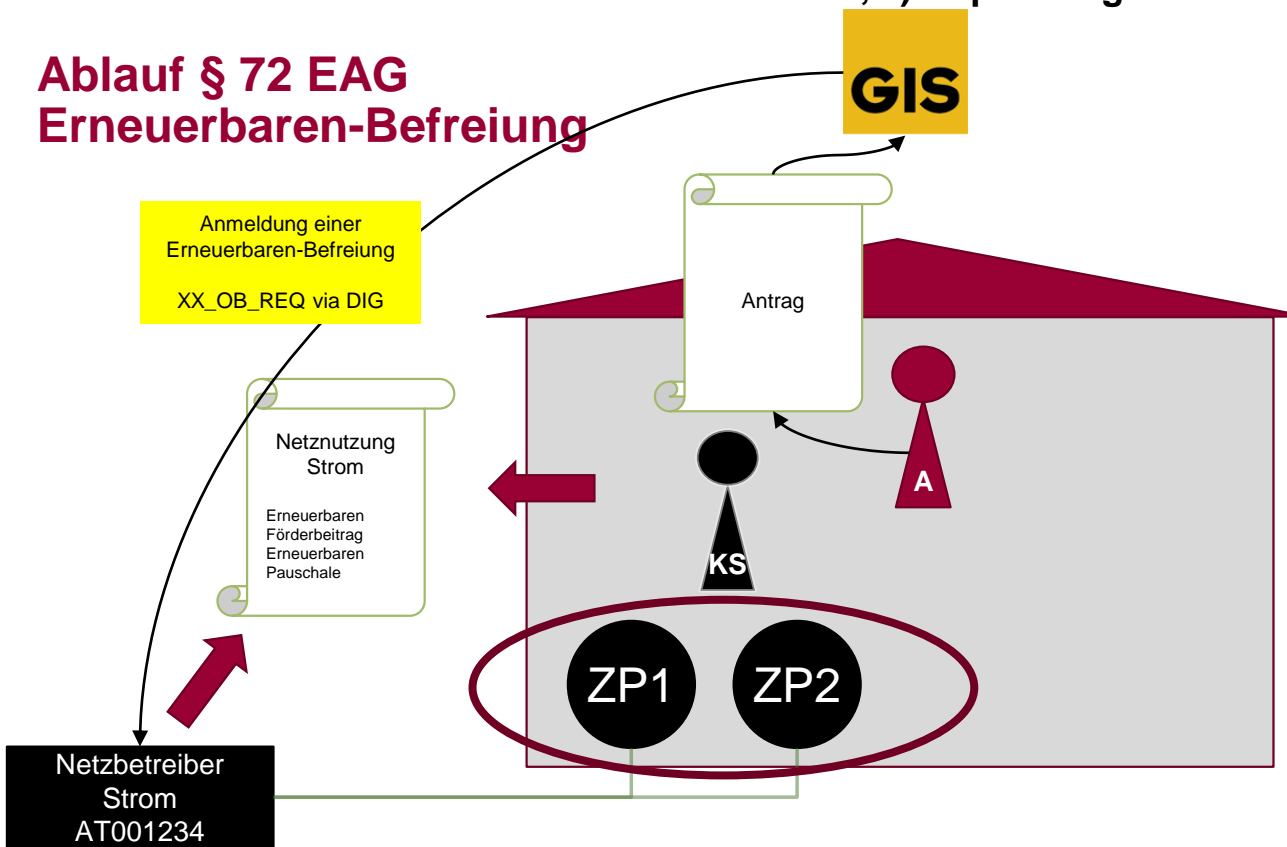 Ablauf § 72 EAG
Erneuerbaren-Befreiung
GIS
Anmeldung einer
Erneuerbaren-Befreiung
XX_OB_REQ via DIG
Antrag
Netznutzung
Strom
Erneuerbaren
Förderbeitrag
Erneuerbaren
Pauschale
A
KS
ZP1
ZP2
Netzbetreiber
Strom
AT001234